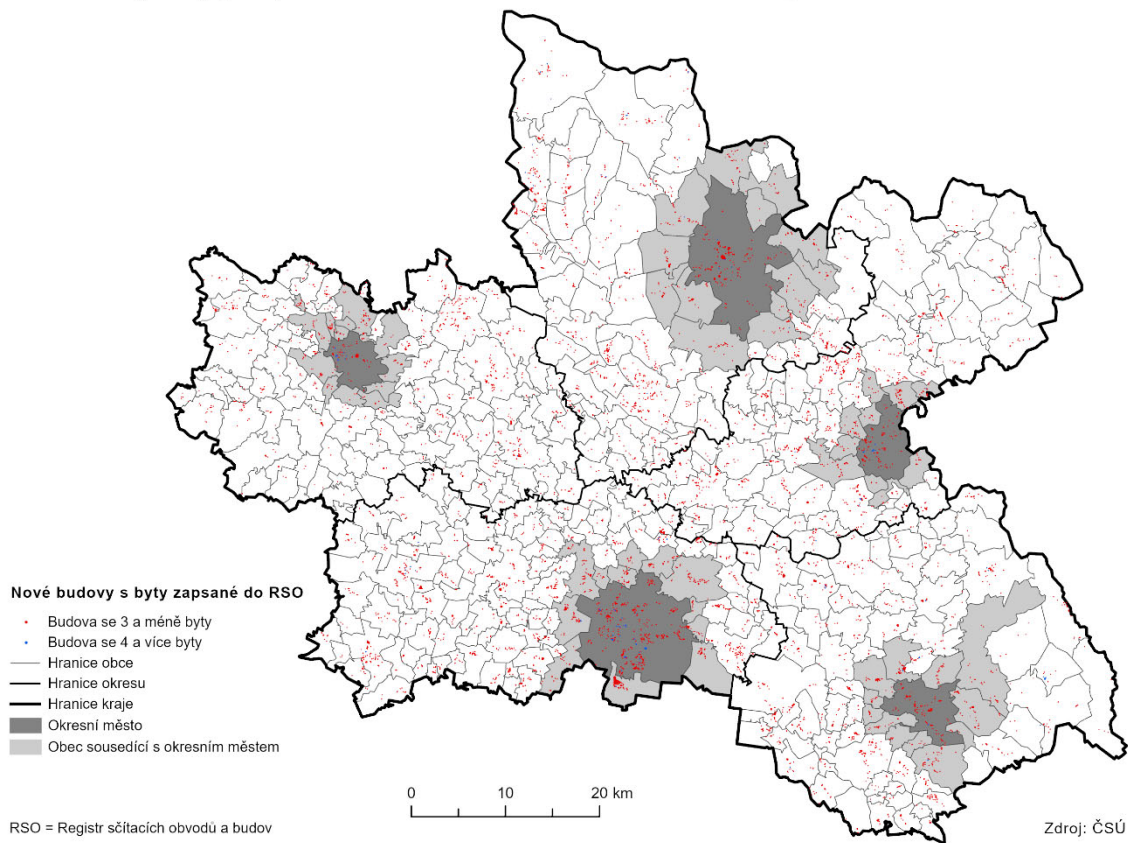 Nové budovy s byty zapsané do RSO
Budova se 3 a méně byty
Budova se 4 a více byty
Hranice obce
Hranice okresu
Hranice kraje
Okresní město
Obec sousedící s okresním městem
0 10 20 km
RSO = Registr sčítacích obvodů a budov
Zdroj: ČSÚ